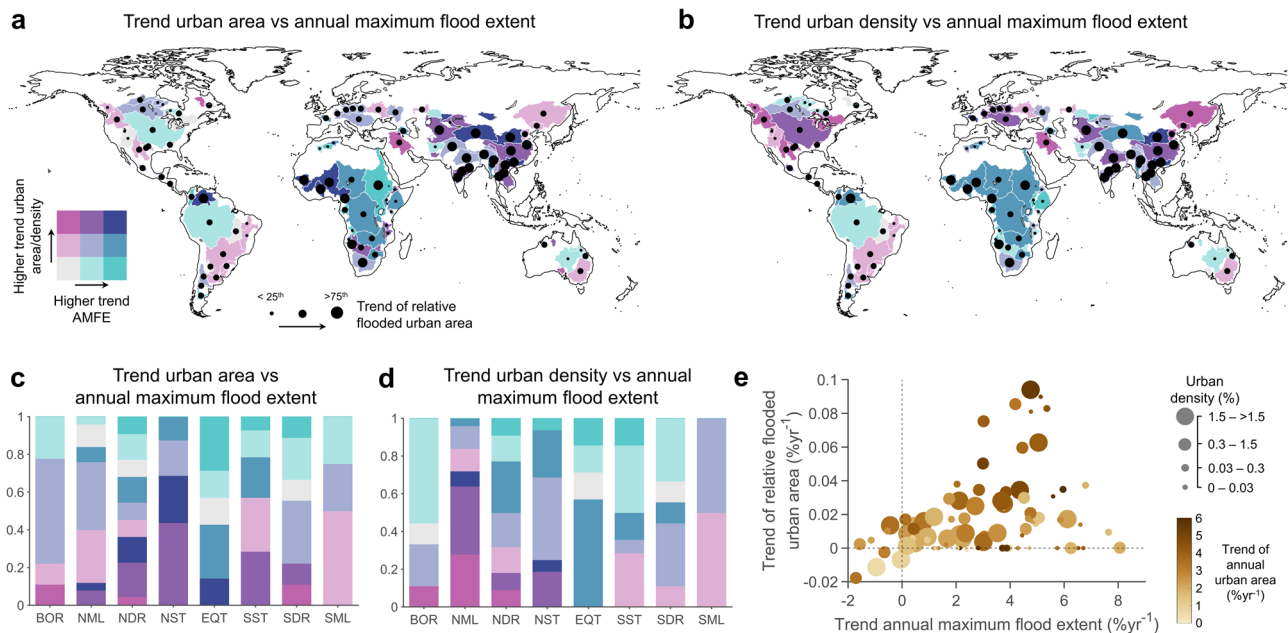 a
Trend urban area vs annual maximum flood extent
b
Trend urban density vs annual maximum flood extent
Higher trend urban
area/density
Higher trend
AMFE
< 25th
>75th
Trend of relative
flooded urban area
c
Trend urban area vs
annual maximum flood extent
1
0.8
0.6
0.4
0.2
0
BOR NML NDR NST EQT SST SDR SML
d
Trend urban density vs annual
maximum flood extent
1
0.8
0.6
0.4
0.2
0
BOR NML NDR NST EQT SST SDR SML
e
Trend of relative flooded
urban area (%yr-1)
0.1
0.08
0.06
0.04
0.02
0
-0.02
-2 0 2 4 6 8
Trend annual maximum flood extent (%yr-1)
Urban
density (%)
1.5 – >1.5
0.3 – 1.5
0.03 – 0.3
0 – 0.03
6
5
4
3
2
1
0
Trend of
annual
urban area
(%yr-1)